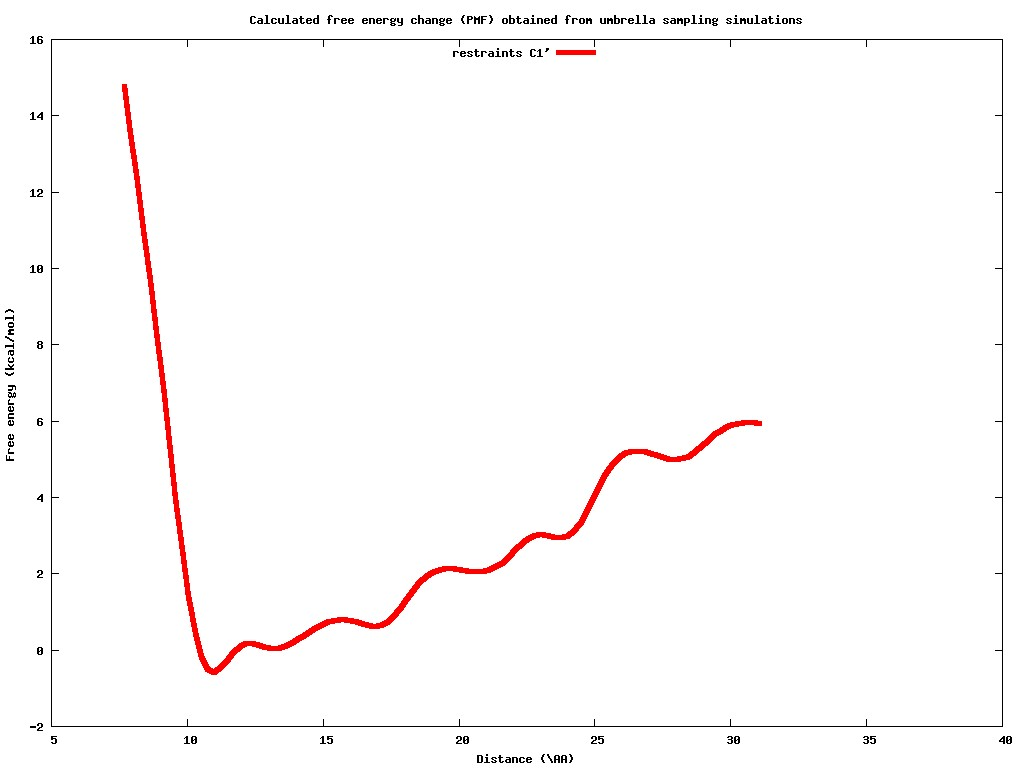 Calculated free energy change (PMF) obtained from umbrella sampling simulations
restraints C1’
16
14
12
10
8
6
4
2
0
-2
Free energy (kcal/mol)
5 10 15 20 25 30 35 40
Distance (\AA)